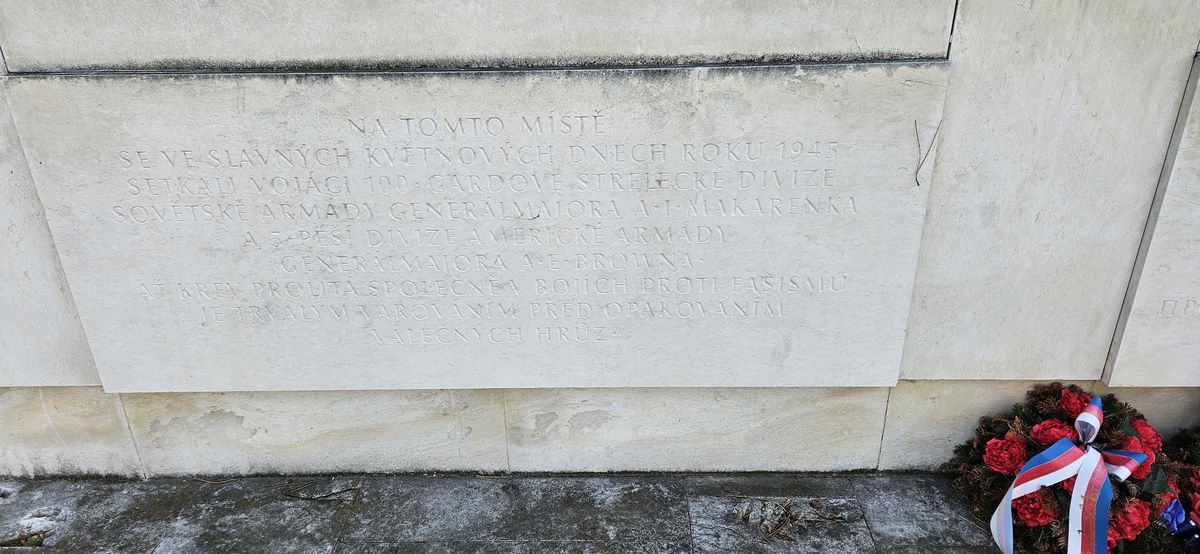 NA TOMTO MÍSTĚ
SE VE SLAVNÝCH KVĚTNOVÝCH DNECH ROKU 1945
SETKALI VOJÁCI 100· GARDOVÉ STŘELECKÉ DIVIZE
SOVĚTSKÉ ARMÁDY GENERÁLMAJORA A·I·MAKARENKA
A 5·PĚŠÍ DIVIZE AMERICKÉ ARMÁDY
GENERÁLMAJORA A·E·BROWNA·
AŤ KREV PROLITÁ SPOLEČNĚ V BOJÍCH PROTI FAŠISMU
JE TRVALÝM VAROVÁNÍM PŘED OPAKOVÁNÍM
VÁLEČNÝCH HRŮZ·